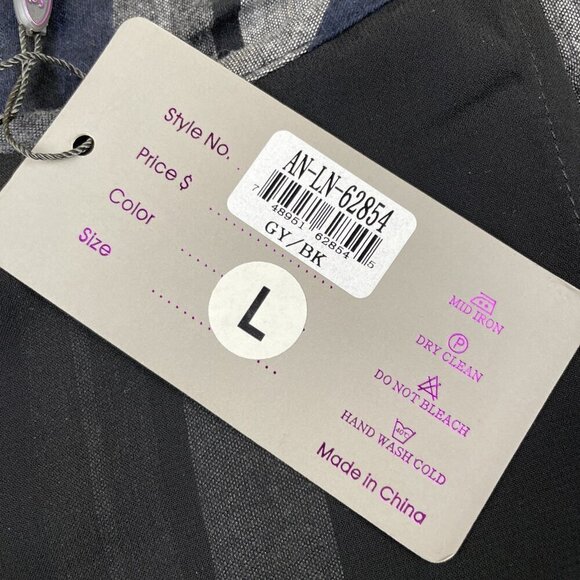 Style No.
Price $
Color
Size
AN-LN-62854
7 48951 62854 5
GY/BK
L
MID IRON
P
DRY CLEAN
DO NOT BLEACH
40°
HAND WASH COLD
Made in China